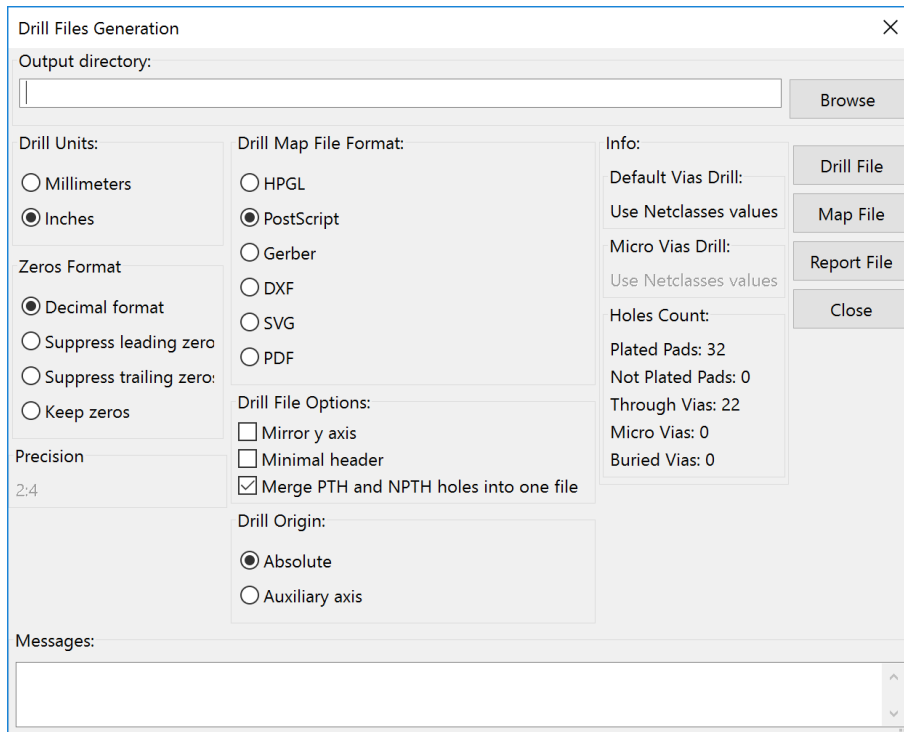 Drill Files Generation
Output directory:
Browse
Drill Units:
Millimeters
Inches
Zeros Format
Decimal format
Suppress leading zero
Suppress trailing zeros
Keep zeros
Precision
2:4
Drill Map File Format:
HPGL
PostScript
Gerber
DXF
SVG
PDF
Drill File Options:
Mirror y axis
Minimal header
Merge PTH and NPTH holes into one file
Drill Origin:
Absolute
Auxiliary axis
Info:
Default Vias Drill:
Use Netclasses values
Micro Vias Drill:
Use Netclasses values
Holes Count:
Plated Pads: 32
Not Plated Pads: 0
Through Vias: 22
Micro Vias: 0
Buried Vias: 0
Drill File
Map File
Report File
Close
Messages: